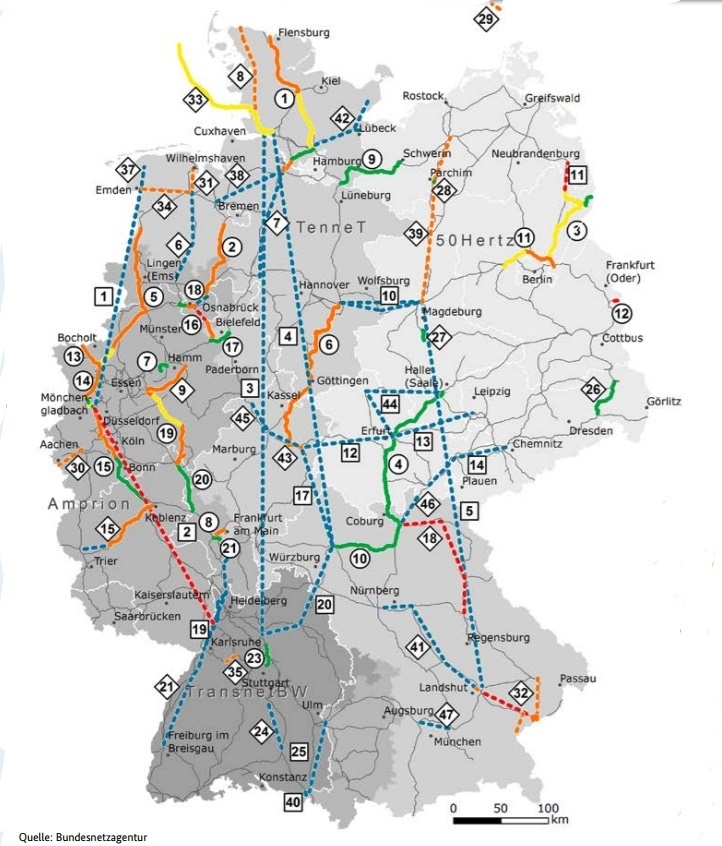 29
Flensburg
8
Kiel
1
33
Rostock
Greifswald
42
Lübeck
Cuxhaven
Wilhelmshaven
Hamburg
9
Schwerin
Neubrandenburg
37
31
38
Parchim
11
Emden
28
34
Bremen
Lüneburg
7
TenneT
39
50Hertz
11
3
6
2
Lingen
(Ems)
Berlin
Frankfurt
(Oder)
1
5
18
Hannover
Wolfsburg
10
Osnabrück
Magdeburg
12
16
Bielefeld
Münster
17
4
6
27
Cottbus
Bocholt
13
7
Hamm
Paderborn
Halle
(Saale)
14
Essen
9
3
Göttingen
Kassel
44
Leipzig
26
Mönchen
gladbach
Görlitz
Düsseldorf
45
Erfurt
Dresden
Aachen
Köln
19
Marburg
12
13
Chemnitz
30
15
Bonn
43
4
14
20
17
Plauen
Amprion
46
5
15
Koblenz
2
8
Frankfurt
am Main
Coburg
18
21
10
Trier
Würzburg
Nürnberg
Kaiserslautern
Heidelberg
20
Saarbrücken
19
Regensburg
Karlsruhe
41
23
35
Stuttgart
Passau
21
TransnetBW
Landshut
32
Ulm
Augsburg
47
24
Freiburg im
Breisgau
25
München
Konstanz
40
0 50 100
km
Quelle: Bundesnetzagentur